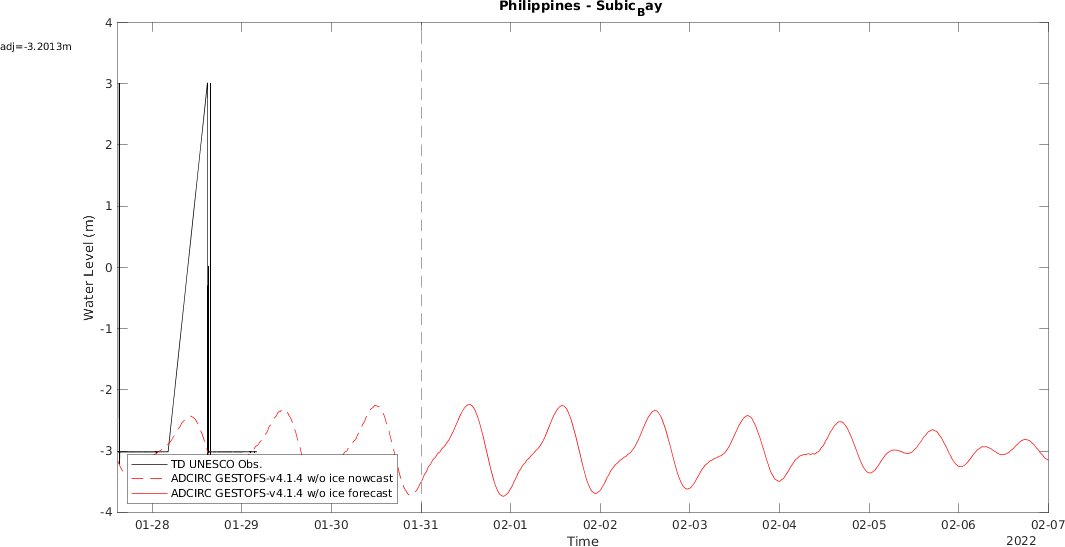 Philippines - Subic_Bay
adj=-3.2013m
4
3
2
1
0
-1
-2
-3
-4
Water Level (m)
TD UNESCO Obs.
ADCIRC GESTOFS-v4.1.4 w/o ice nowcast
ADCIRC GESTOFS-v4.1.4 w/o ice forecast
01-28 01-29 01-30 01-31 02-01 02-02 02-03 02-04 02-05 02-06 02-07
Time
2022